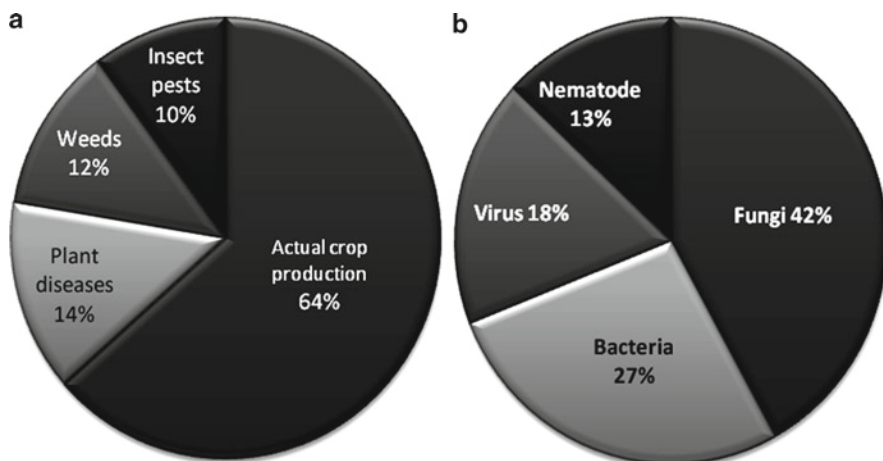 a
Insect
pests
10%
Weeds
12%
Plant
diseases
14%
Actual crop
production
64%
b
Nematode
13%
Virus 18%
Fungi 42%
Bacteria
27%